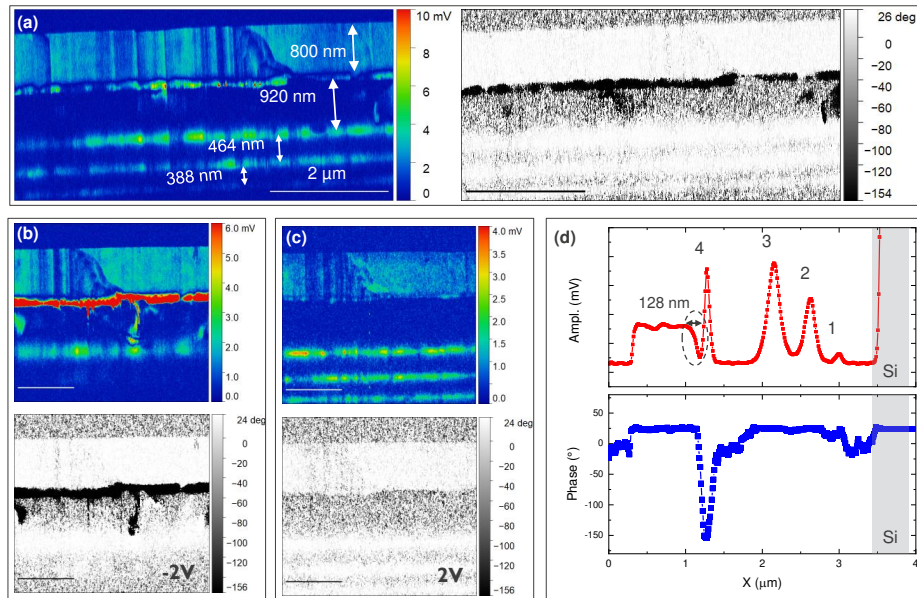 (a)
10 mV
8
6
4
2
0
800 nm
920 nm
464 nm
388 nm
2 µm
26 deg
0
−20
−40
−60
−80
−100
−120
−154
(b)
6.0 mV
5.0
4.0
3.0
2.0
1.0
0.0
24 deg
0
−20
−40
−60
−80
−100
−120
−156
-2V
(c)
4.0 mV
3.5
3.0
2.5
2.0
1.5
1.0
0.5
0.0
24 deg
0
−20
−40
−60
−80
−100
−120
−156
2V
(d)
Ampl. (mV)
128 nm
4
3
2
1
Si
Phase (°)
50
0
-50
-100
-150
Si
0
1
2
3
4
X (µm)